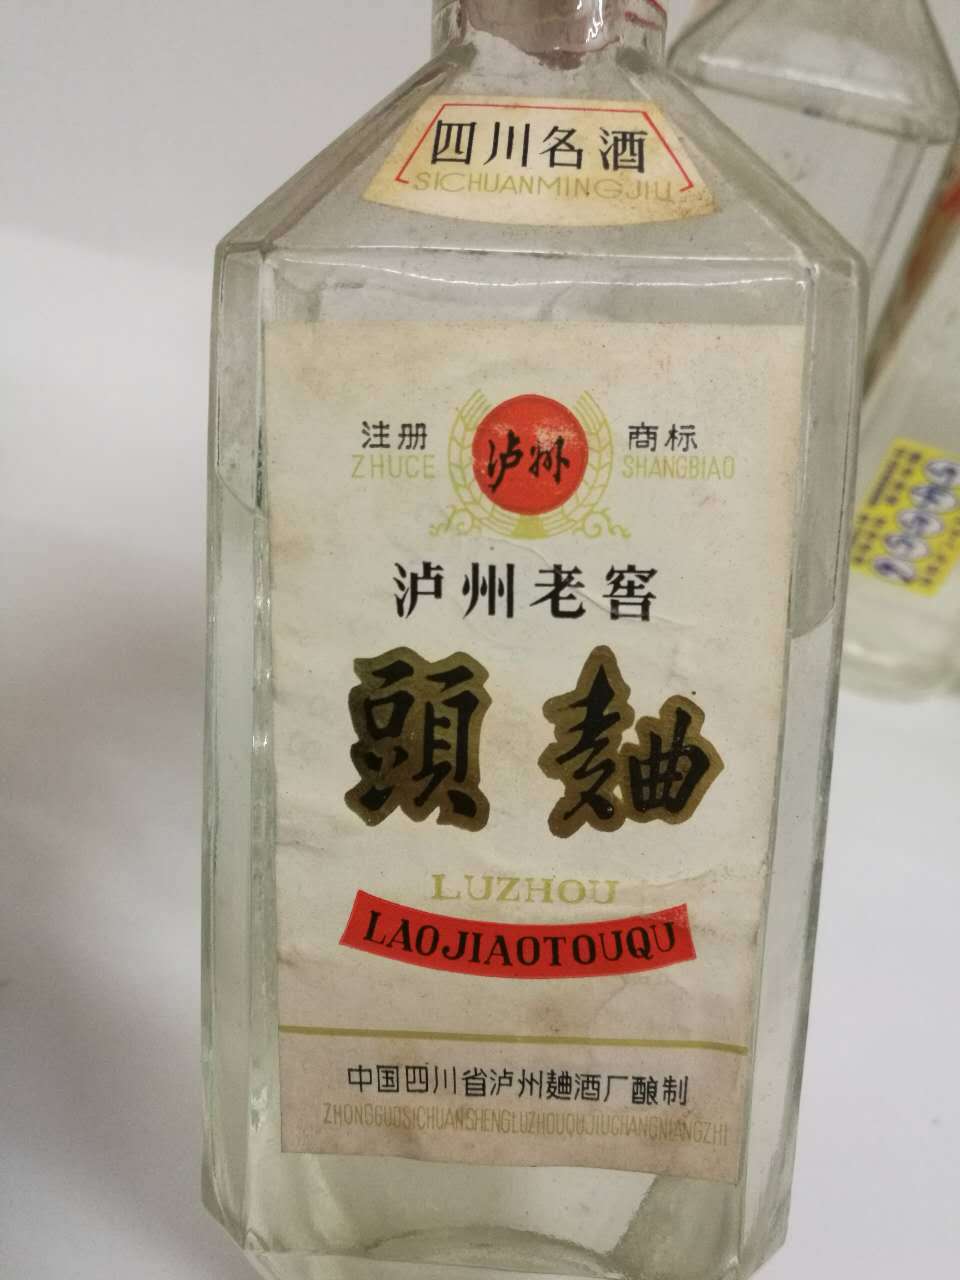 四川名酒
SICHUANMINGJIU
注册 泸州 商标
ZHUCE SHANGBIAO
泸州老窖
頭麯
LUZHOU
LAOJIAOTOUQU
中国四川省泸州麯酒厂酿制
ZHONGGUOSICHUANSHENGLUZHOUQUJIUCHANGNIANGZHI